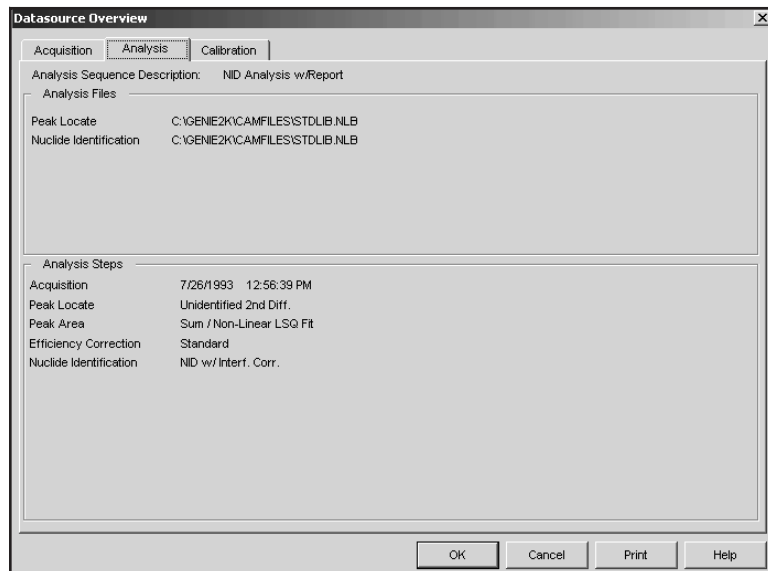 Datasource Overview
Acquisition Analysis Calibration
Analysis Sequence Description: NID Analysis w/Report
Analysis Files
Peak Locate C:\GENIE2K\CAMFILES\STDLIB.NLB
Nuclide Identification C:\GENIE2K\CAMFILES\STDLIB.NLB
Analysis Steps
Acquisition 7/26/1993 12:56:39 PM
Peak Locate Unidentified 2nd Diff.
Peak Area Sum / Non-Linear LSQ Fit
Efficiency Correction Standard
Nuclide Identification NID w/ Interf. Corr.
OK Cancel Print Help